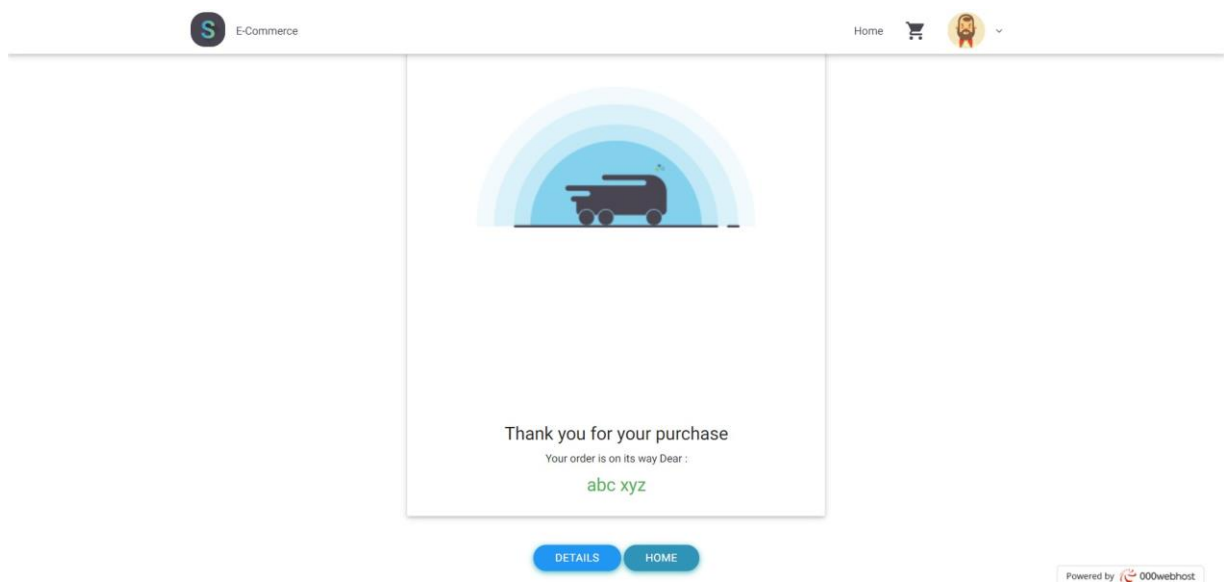 S E-Commerce
Home
Thank you for your purchase
Your order is on its way Dear :
abc xyz
DETAILS HOME
Powered by 000webhost